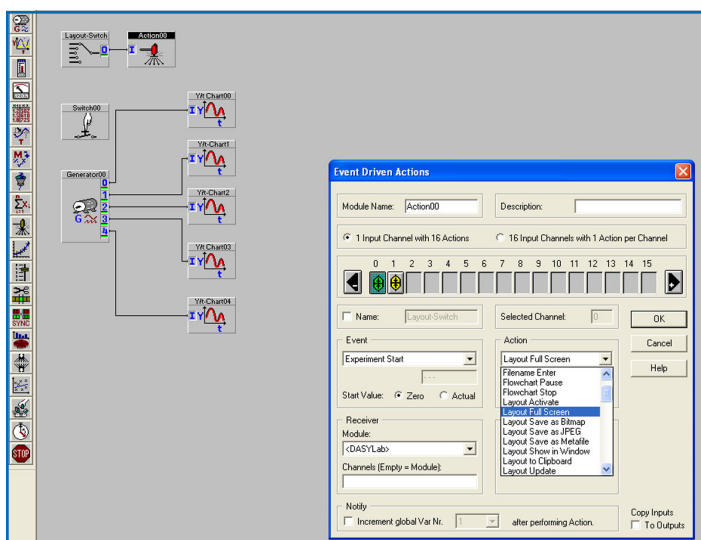 Layout-Swtch
0
Action00
I
Y/t Chart00
I Y
t
Switch00
Y/t-Chart1
I Y
t
Generator00
0
1
2
3
4
G
Y/t-Chart2
I Y
t
Y/t Chart03
I Y
t
Y/t-Chart04
I Y
t
SYNC
STOP
Event Driven Actions
Module Name: Action00 Description:
1 Input Channel with 16 Actions 16 Input Channels with 1 Action per Channel
0 1 2 3 4 5 6 7 8 9 10 11 12 13 14 15
Name: Layout-Switch Selected Channel: 0 OK
Event Action Cancel
Experiment Start Layout Full Screen Help
Filename Enter
Flowchart Pause
Flowchart Stop
Layout Activate
Layout Full Screen
Layout Save as Bitmap
Layout Save as JPEG
Layout Save as Metafile
Layout Show in Window
Layout to Clipboard
Layout Update
Start Value: Zero Actual
Receiver
Module:
<DASYLab>
Channels (Empty = Module):
Notify
Increment global Var Nr. 1 after performing Action.
Copy Inputs
To Outputs